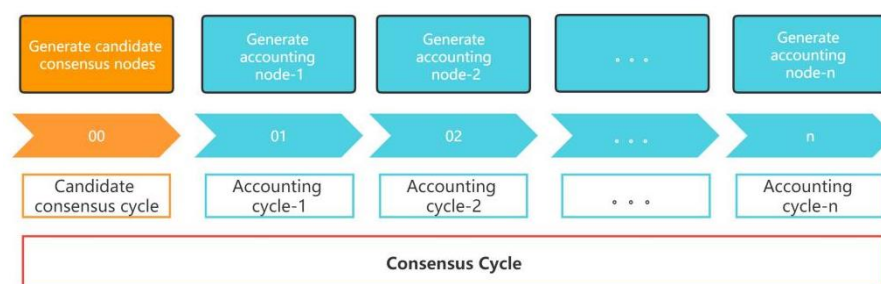 Generate candidate
consensus nodes
Generate
accounting
node-1
Generate
accounting
node-2
。。。
Generate
accounting
node-n
00
01
02
。。。
n
Candidate
consensus cycle
Accounting
cycle-1
Accounting
cycle-2
。。。
Accounting
cycle-n
Consensus Cycle